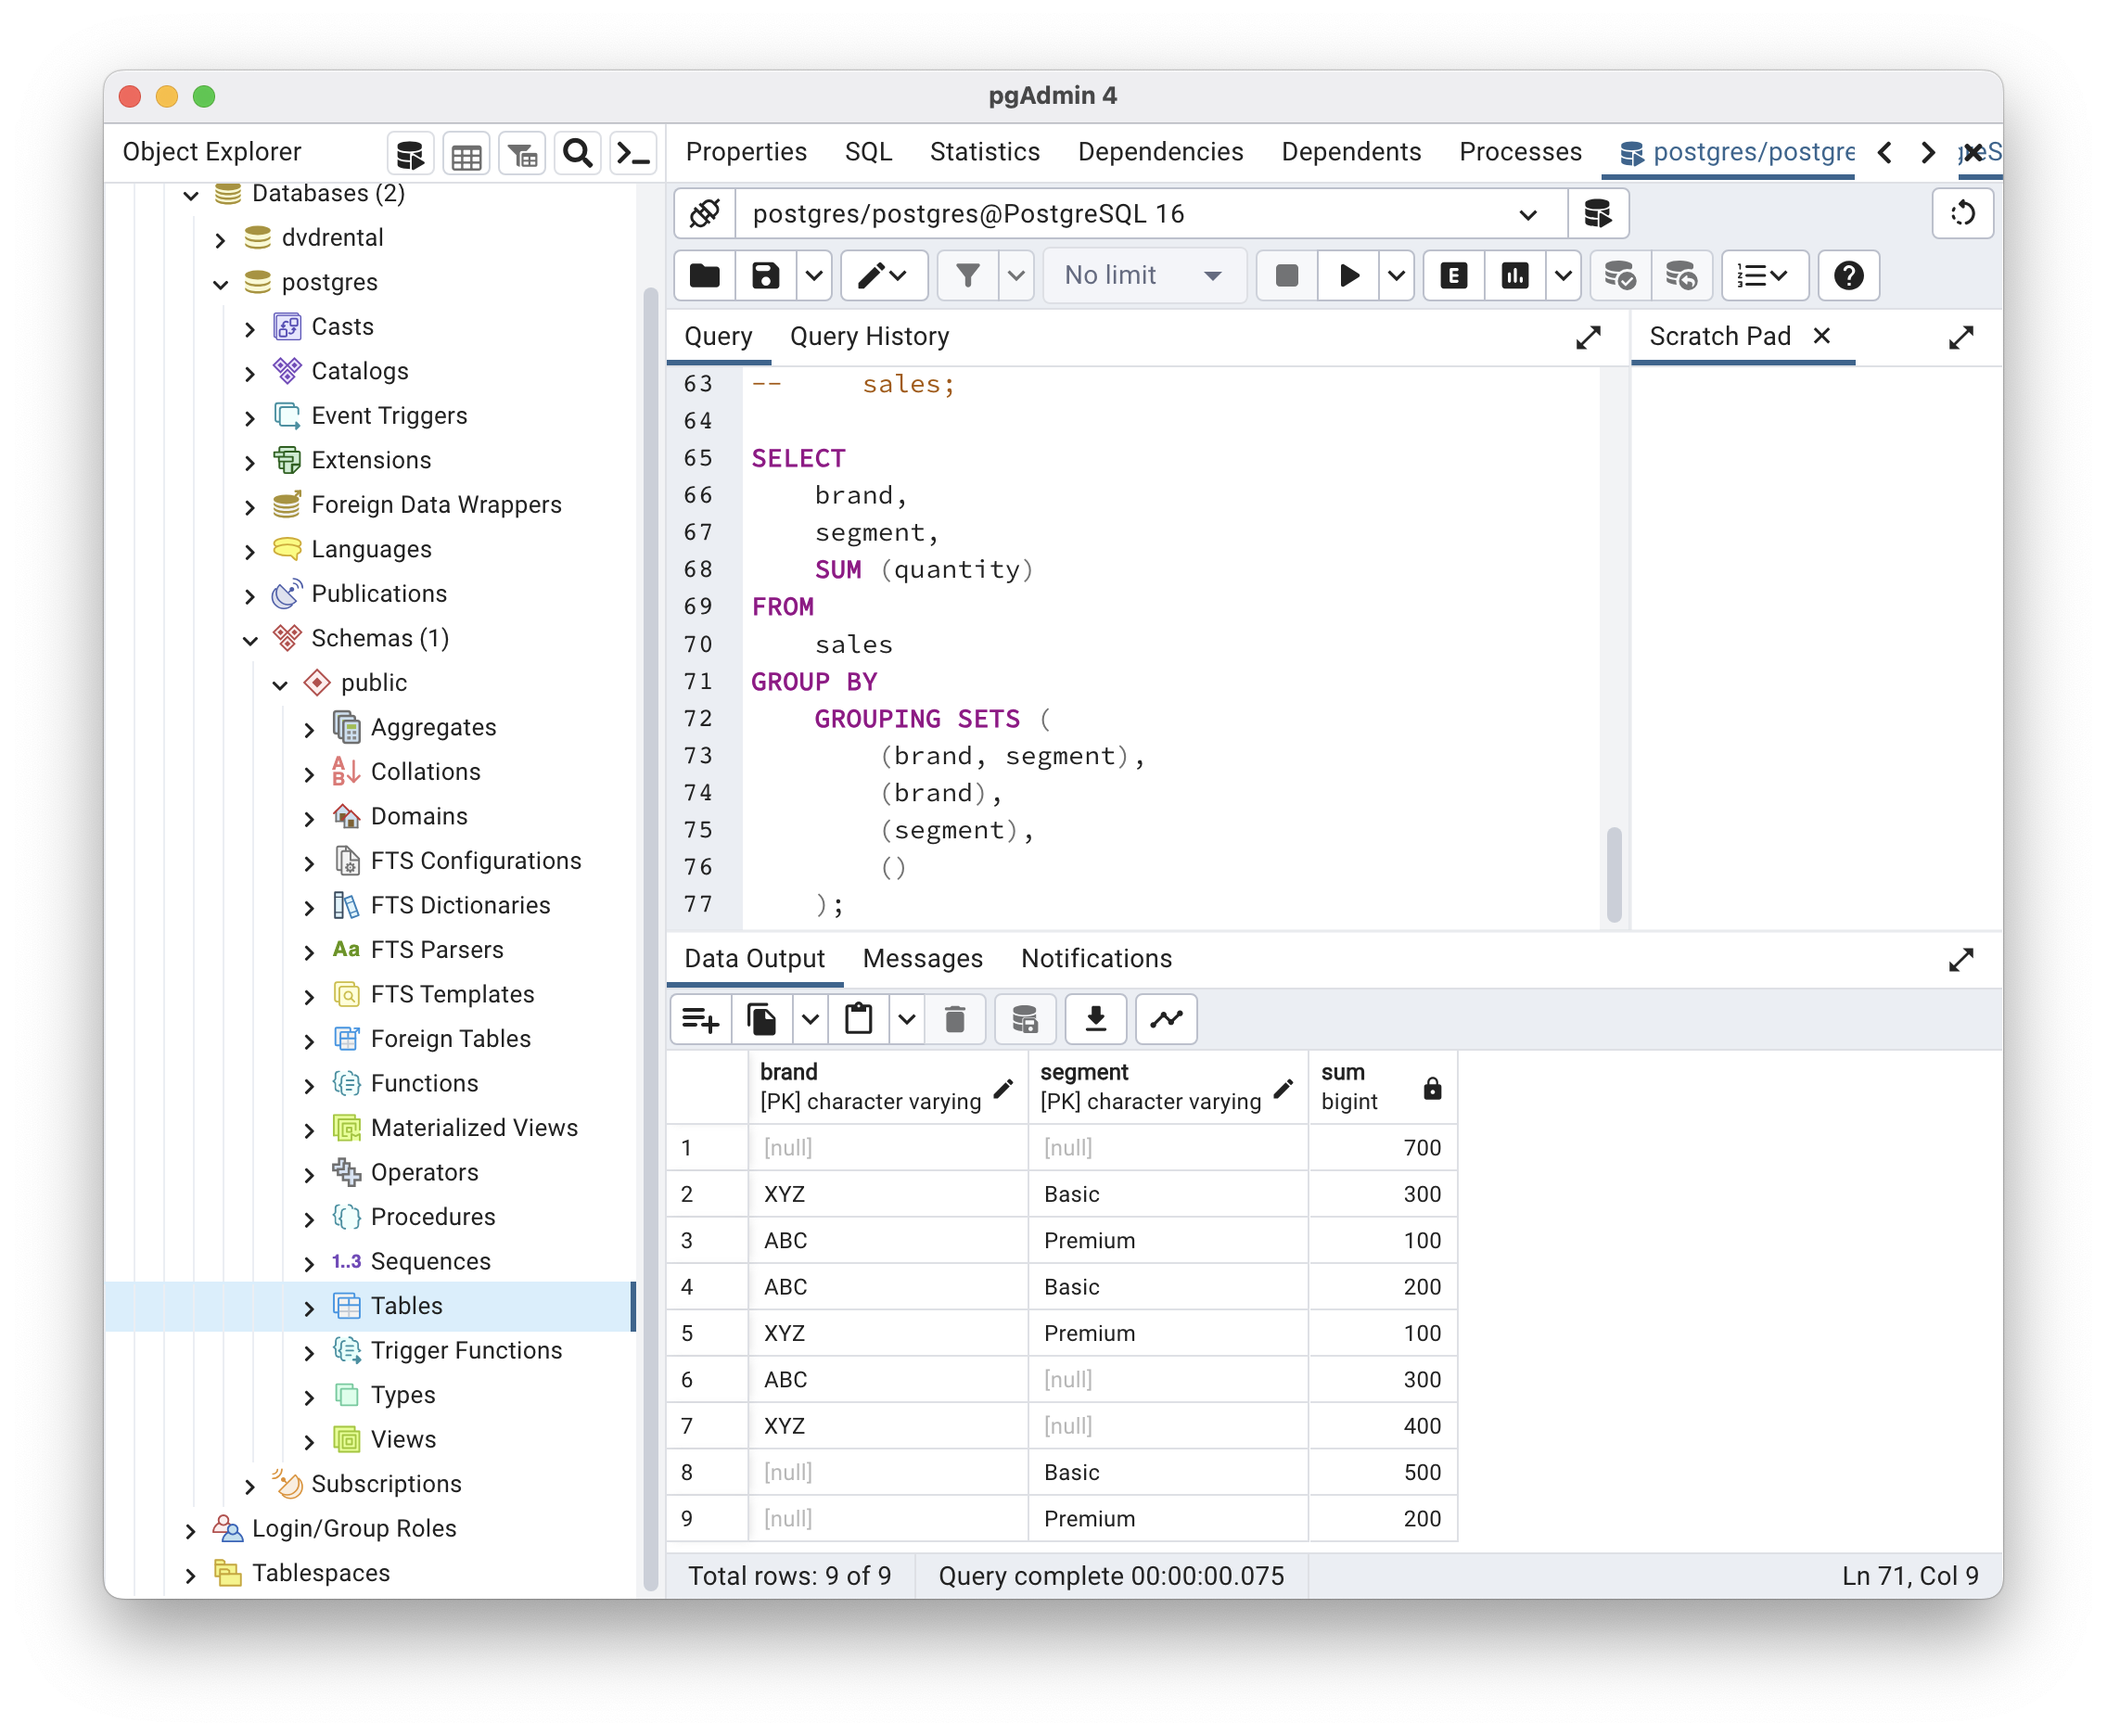 pgAdmin 4
Object Explorer
Databases (2)
dvdrental
postgres
Casts
Catalogs
Event Triggers
Extensions
Foreign Data Wrappers
Languages
Publications
Schemas (1)
public
Aggregates
Collations
Domains
FTS Configurations
FTS Dictionaries
Aa FTS Parsers
FTS Templates
Foreign Tables
Functions
Materialized Views
Operators
Procedures
1..3 Sequences
Tables
Trigger Functions
Types
Views
Subscriptions
Login/Group Roles
Tablespaces
Properties SQL Statistics Dependencies Dependents Processes postgres/postgre
postgres/postgres@PostgreSQL 16
No limit
Query Query History
Scratch Pad
63 -- sales;
64
65 SELECT
66 brand,
67 segment,
68 SUM (quantity)
69 FROM
70 sales
71 GROUP BY
72 GROUPING SETS (
73 (brand, segment),
74 (brand),
75 (segment),
76 ()
77 );
Data Output Messages Notifications
brand segment sum
[PK] character varying [PK] character varying bigint
1 [null] [null] 700
2 XYZ Basic 300
3 ABC Premium 100
4 ABC Basic 200
5 XYZ Premium 100
6 ABC [null] 300
7 XYZ [null] 400
8 [null] Basic 500
9 [null] Premium 200
Total rows: 9 of 9 Query complete 00:00:00.075 Ln 71, Col 9